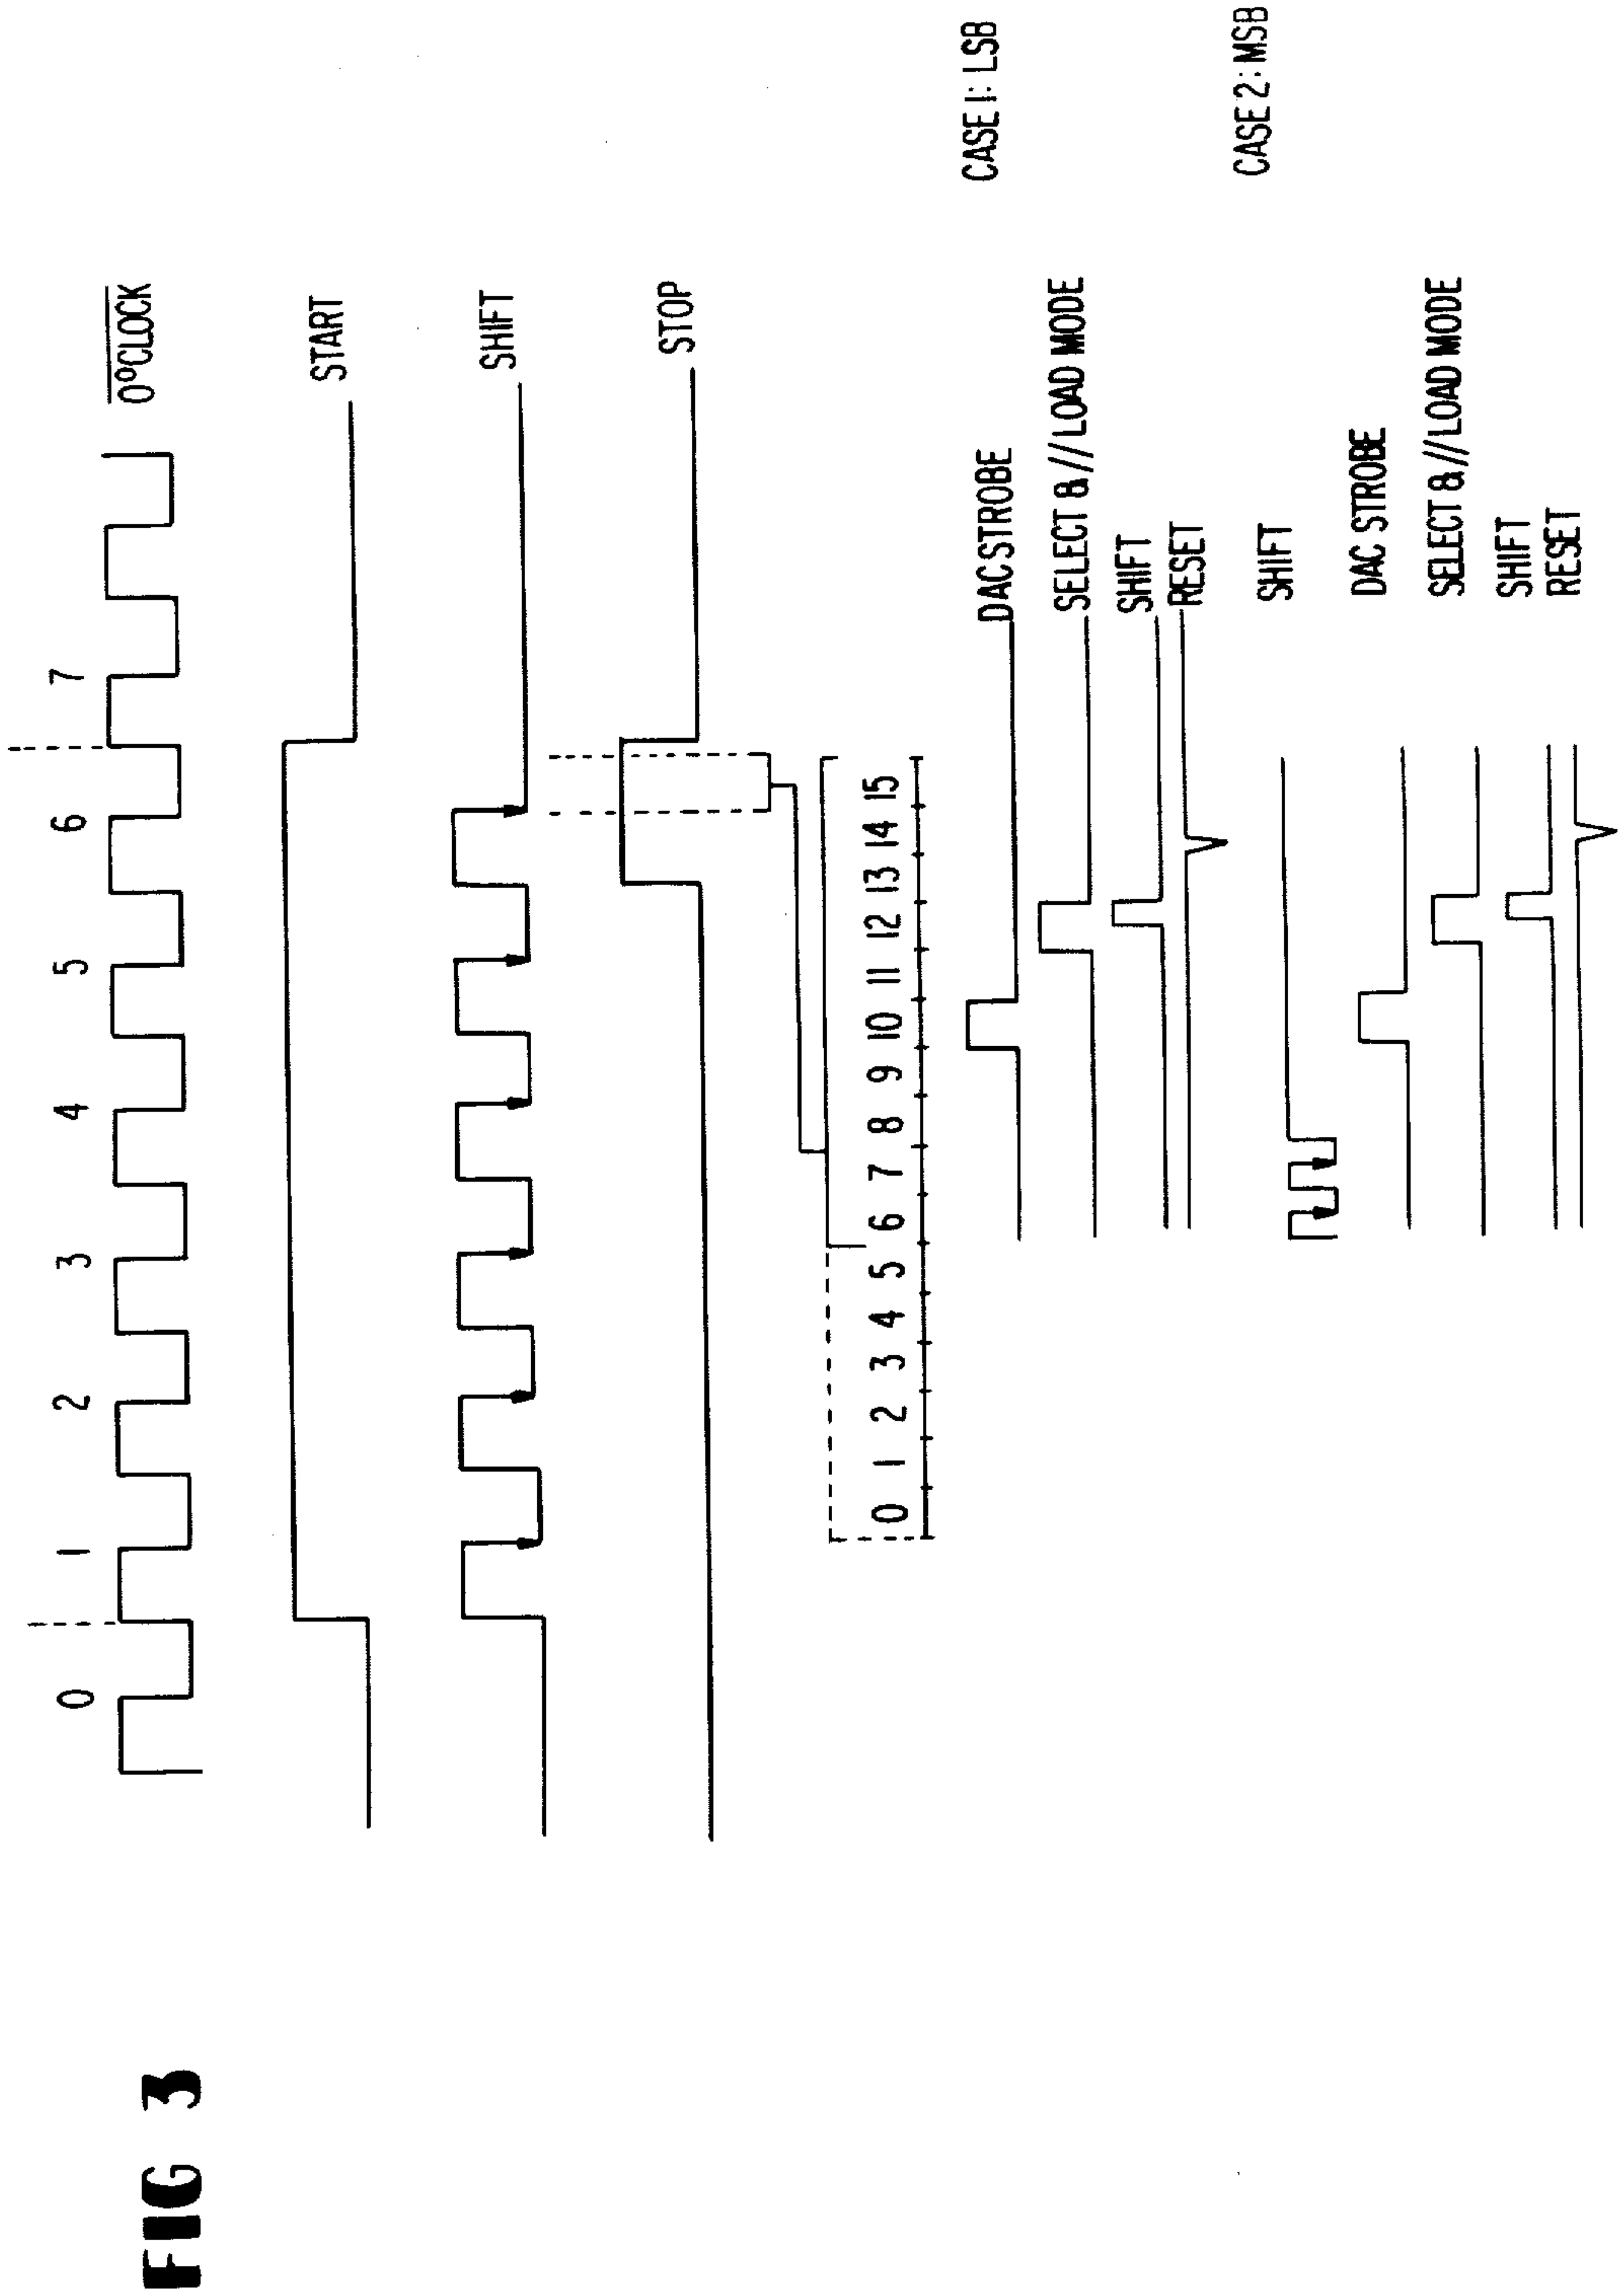 FIG 3
0 1 2 3 4 5 6 7
0°CLOCK
START
SHIFT
STOP
0 1 2 3 4 5 6 7 8 9 10 11 12 13 14 15
CASE 1: LSB
DAC STROBE
SELECT & // LOAD MODE
SHIFT
RESET
CASE 2: MSB
SHIFT
DAC STROBE
SELECT & // LOAD MODE
SHIFT
RESET